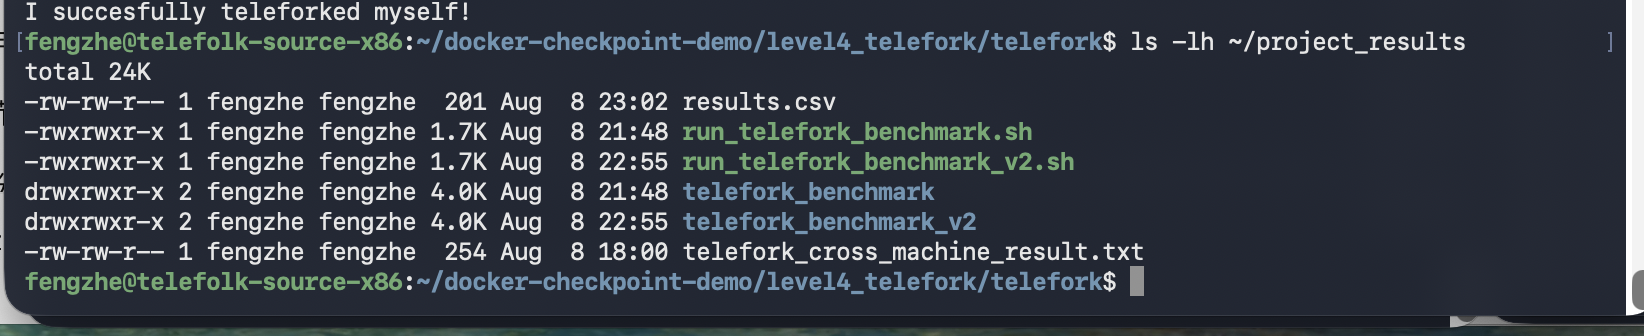 I succesfully teleforked myself!
[fengzhe@telefolk-source-x86:~/docker-checkpoint-demo/level4_telefork/telefork$ ls -lh ~/project_results ]
total 24K
-rw-rw-r-- 1 fengzhe fengzhe  201 Aug  8 23:02 results.csv
-rwxrwxr-x 1 fengzhe fengzhe 1.7K Aug  8 21:48 run_telefork_benchmark.sh
-rwxrwxr-x 1 fengzhe fengzhe 1.7K Aug  8 22:55 run_telefork_benchmark_v2.sh
drwxrwxr-x 2 fengzhe fengzhe 4.0K Aug  8 21:48 telefork_benchmark
drwxrwxr-x 2 fengzhe fengzhe 4.0K Aug  8 22:55 telefork_benchmark_v2
-rw-rw-r-- 1 fengzhe fengzhe  254 Aug  8 18:00 telefork_cross_machine_result.txt
fengzhe@telefolk-source-x86:~/docker-checkpoint-demo/level4_telefork/telefork$